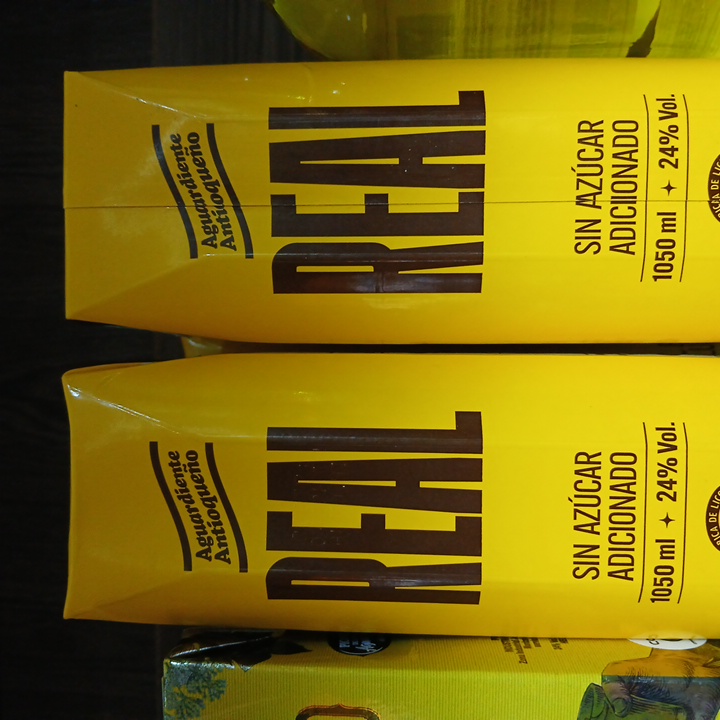 Aguardiente
Antioqueño
REAL
SIN AZÚCAR
ADICIIONADO
1050 ml ✦ 24% Vol.
Aguardiente
Antioqueño
REAL
SIN AZÚCAR
ADICIONADO
1050 ml ✦ 24% Vol.